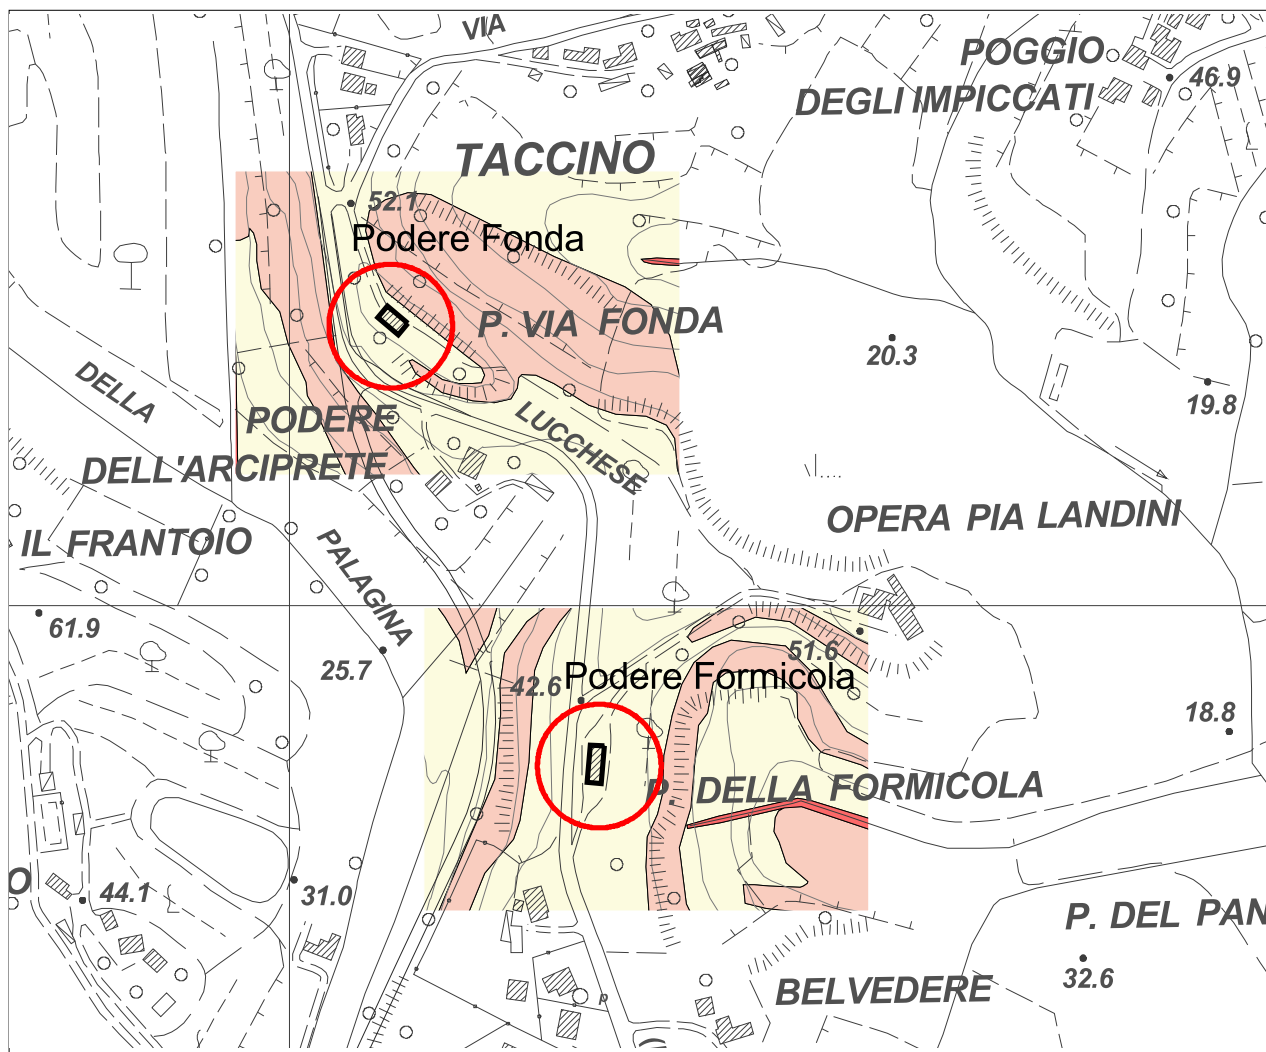 VIA
POGGIO
46.9
DEGLI IMPICCATI
TACCINO
52.1
Podere Fonda
P. VIA FONDA
20.3
DELLA
19.8
PODERE
LUCCHESE
DELL'ARCIPRETE
OPERA PIA LANDINI
IL FRANTOIO
PALAGINA
61.9
25.7
51.6
42.6
Podere Formicola
18.8
P. DELLA FORMICOLA
O
44.1
31.0
P. DEL PAN
32.6
BELVEDERE